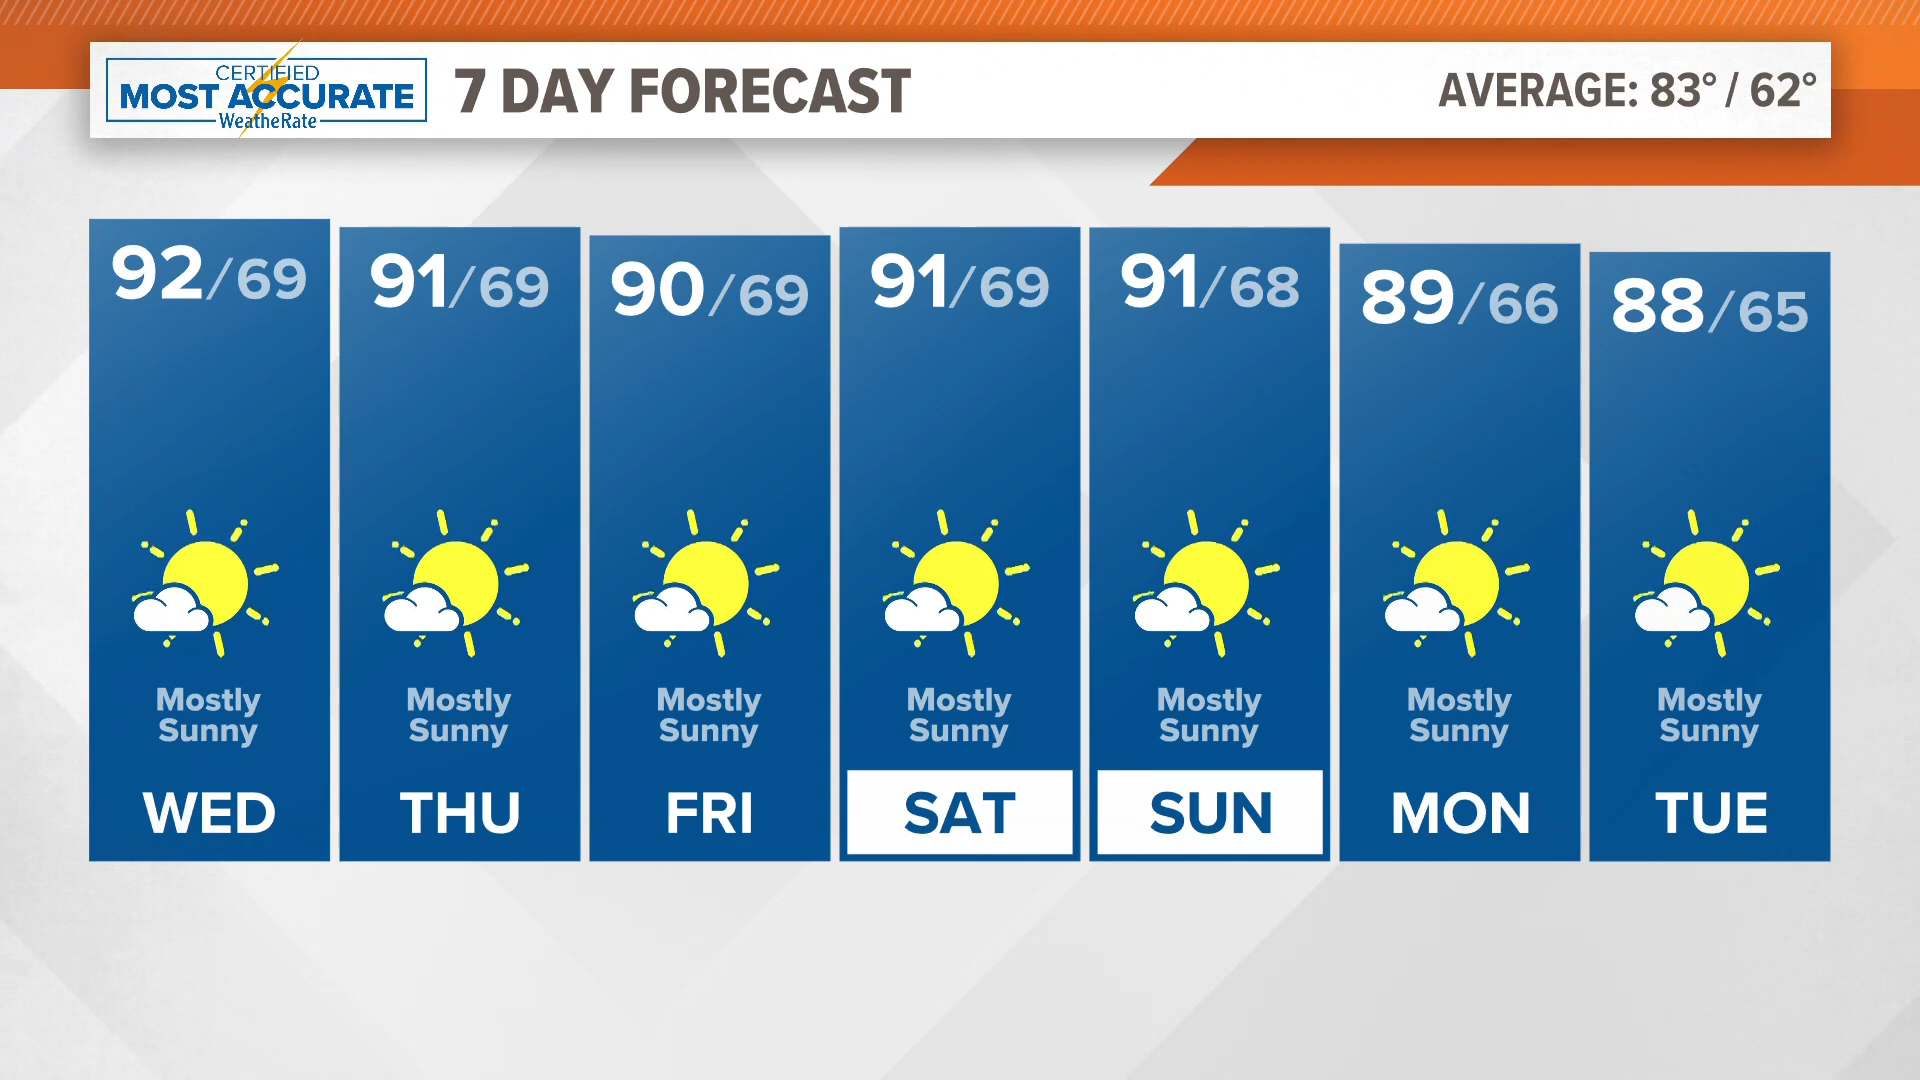 CERTIFIED
MOST ACCURATE
WeatheRate
7 DAY FORECAST
AVERAGE: 83° / 62°
92/69
Mostly
Sunny
WED
91/69
Mostly
Sunny
THU
90/69
Mostly
Sunny
FRI
91/69
Mostly
Sunny
SAT
91/68
Mostly
Sunny
SUN
89/66
Mostly
Sunny
MON
88/65
Mostly
Sunny
TUE